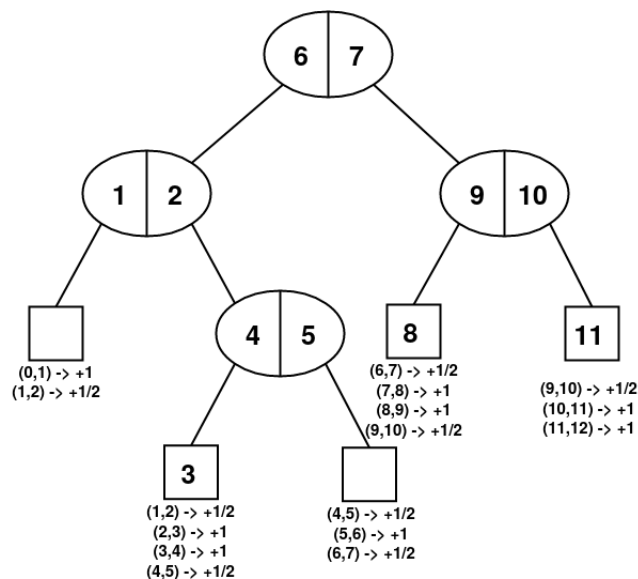 6 7
1 2
9 10
4 5
8
11
(0,1) -> +1
(1,2) -> +1/2
(6,7) -> +1/2
(7,8) -> +1
(8,9) -> +1
(9,10) -> +1/2
(9,10) -> +1/2
(10,11) -> +1
(11,12) -> +1
3
(1,2) -> +1/2
(2,3) -> +1
(3,4) -> +1
(4,5) -> +1/2
(4,5) -> +1/2
(5,6) -> +1
(6,7) -> +1/2